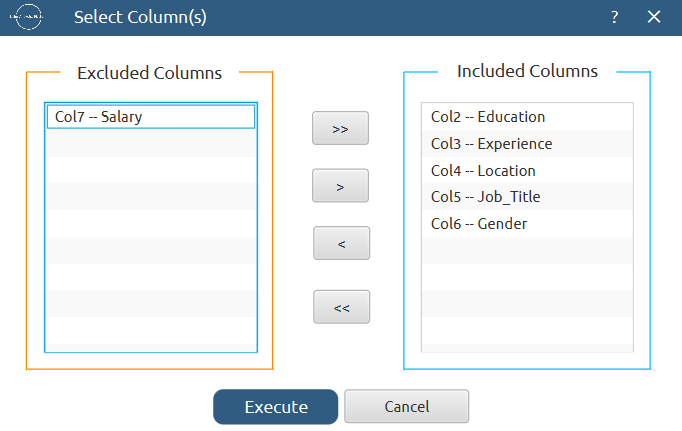 Select Column(s)
?
Excluded Columns
Included Columns
Col7 -- Salary
>>
>
<
<<
Col2 -- Education
Col3 -- Experience
Col4 -- Location
Col5 -- Job_Title
Col6 -- Gender
Execute
Cancel